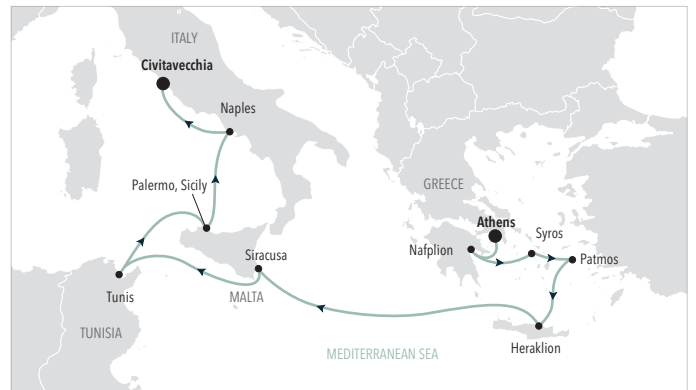 ITALY
Civitavecchia
Naples
Palermo, Sicily
GREECE
Athens
Syros
Nafplion
Patmos
Siracusa
Tunis
MALTA
TUNISIA
Heraklion
MEDITERRANEAN SEA